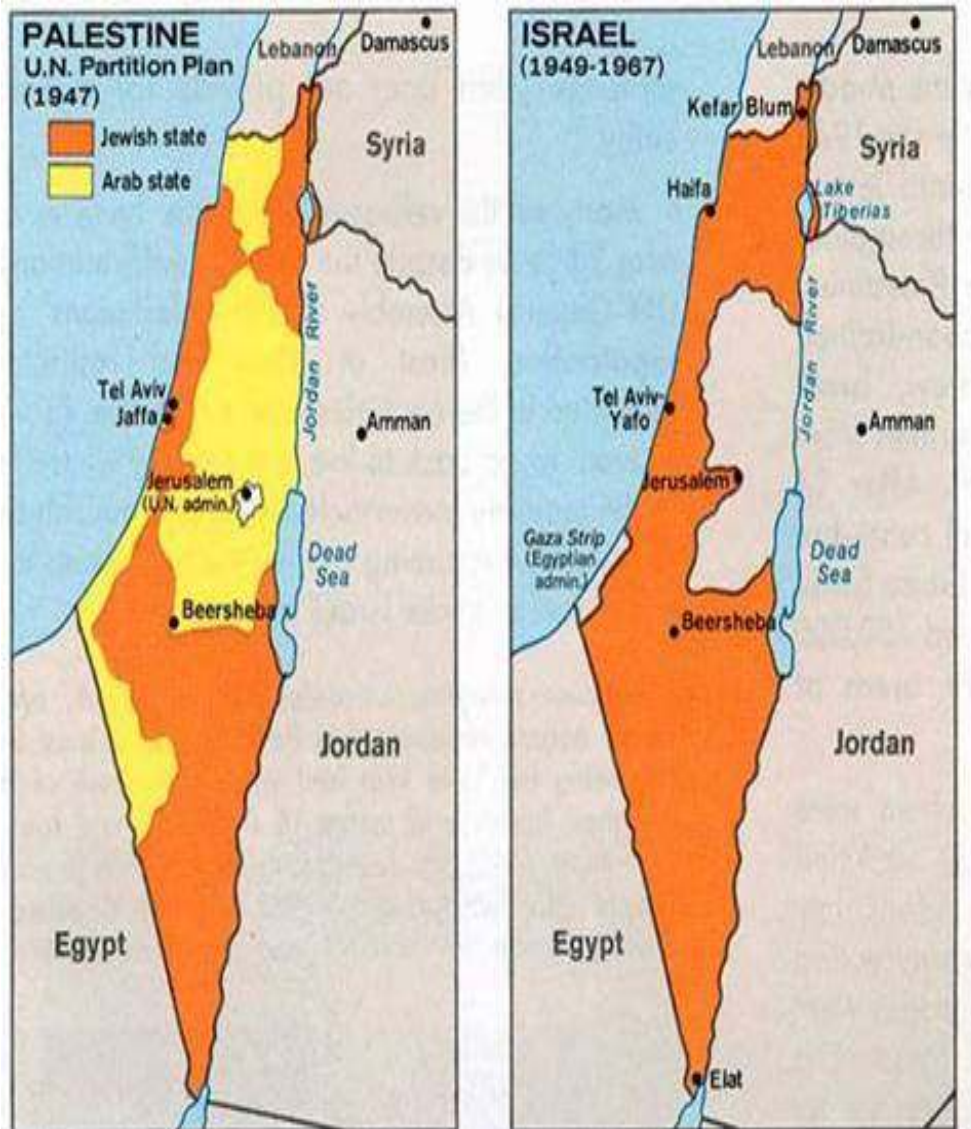 PALESTINE
U.N. Partition Plan
(1947)
Jewish state
Arab state
Lebanon
Damascus
Syria
Jordan River
Tel Aviv
Jaffa
Amman
Jerusalem
(U.N. admin.)
Dead
Sea
Beersheba
Jordan
Egypt
ISRAEL
(1949-1967)
Lebanon
Damascus
Kefar Blum
Syria
Haifa
Lake
Tiberias
Jordan River
Tel Aviv-
Yafo
Amman
Jerusalem
Gaza Strip
(Egyptian
admin.)
Dead
Sea
Beersheba
Jordan
Egypt
Elat